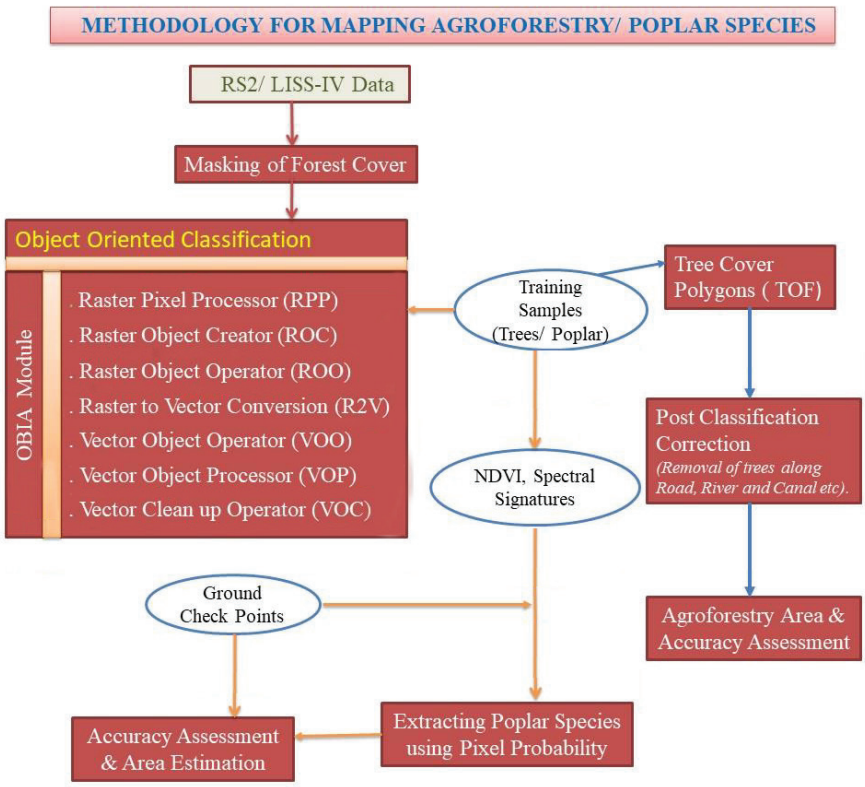 METHODOLOGY FOR MAPPING AGROFORESTRY/ POPLAR SPECIES
RS2/ LISS-IV Data
Masking of Forest Cover
Object Oriented Classification
OBIA Module
. Raster Pixel Processor (RPP)
. Raster Object Creator (ROC)
. Raster Object Operator (ROO)
. Raster to Vector Conversion (R2V)
. Vector Object Operator (VOO)
. Vector Object Processor (VOP)
. Vector Clean up Operator (VOC)
Training
Samples
(Trees/ Poplar)
Tree Cover
Polygons ( TOF)
Post Classification
Correction
(Removal of trees along
Road, River and Canal etc).
NDVI, Spectral
Signatures
Ground
Check Points
Agroforestry Area &
Accuracy Assessment
Extracting Poplar Species
using Pixel Probability
Accuracy Assessment
& Area Estimation